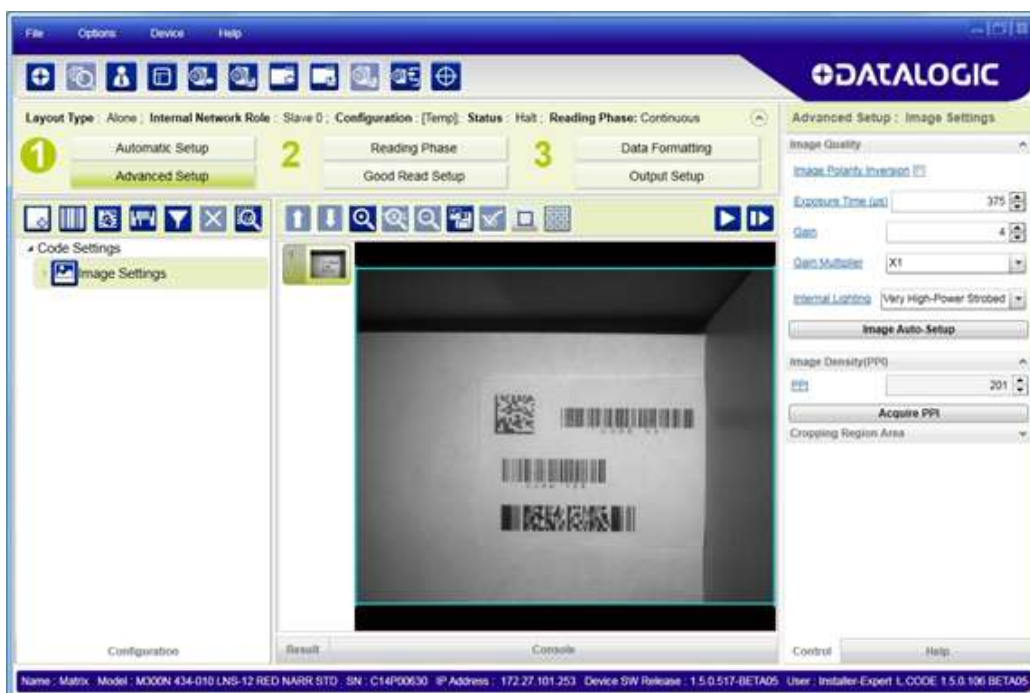 File Options Device Help
DATALOGIC
Layout Type : Alone ; Internal Network Role : Slave 0 ; Configuration : [Temp]; Status : Halt ; Reading Phase: Continuous
1 Automatic Setup 2 Reading Phase 3 Data Formatting
Advanced Setup Good Read Setup Output Setup
Advanced Setup : Image Settings
Image Quality
Image Polarity Inversion
Exposure Time (µs) 375
Gain 4
Gain Multiplier X1
Internal Lighting Very High-Power Strobed
Image Auto-Setup
Image Density(PPI)
PPI 201
Acquire PPI
Cropping Region Area
Code Settings
Image Settings
1
Configuration Result Console Control Help
Name : Matrix Model : M300N 434-010 LNS-12 RED NARR STD SN : C14P00630 IP Address : 172.27.101.253 Device SW Release : 1.5.0.517-BETA05 User : Installer-Expert L.CODE 1.5.0.106 BETA05